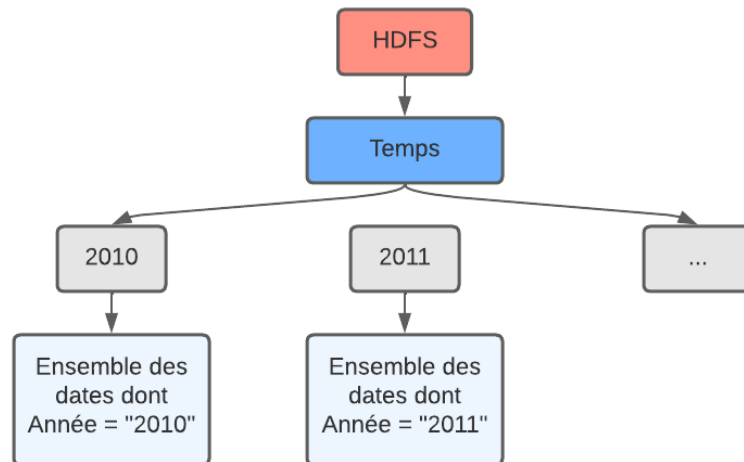 HDFS
Temps
2010
2011
...
Ensemble des
dates dont
Année = "2010"
Ensemble des
dates dont
Année = "2011"